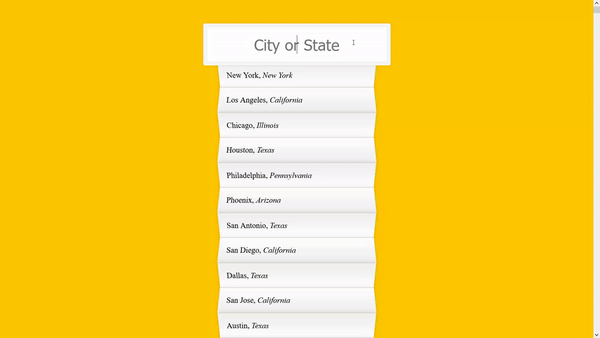 City or State
New York, New York
Los Angeles, California
Chicago, Illinois
Houston, Texas
Philadelphia, Pennsylvania
Phoenix, Arizona
San Antonio, Texas
San Diego, California
Dallas, Texas
San Jose, California
Austin, Texas